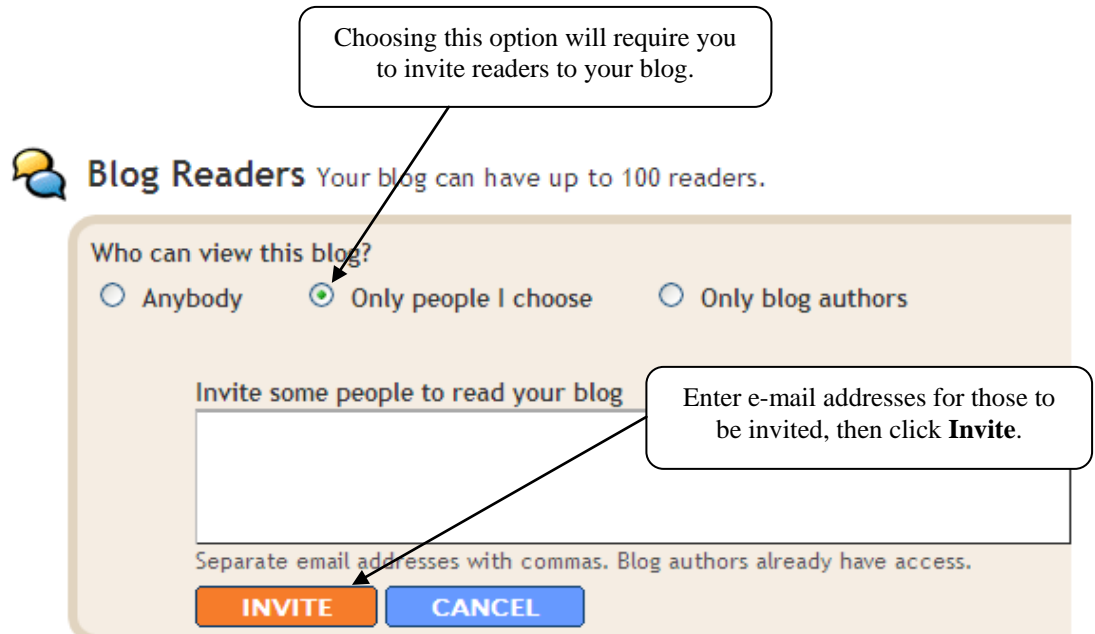 Choosing this option will require you
to invite readers to your blog.
Blog Readers Your blog can have up to 100 readers.
Who can view this blog?
Anybody Only people I choose Only blog authors
Invite some people to read your blog
Enter e-mail addresses for those to
be invited, then click Invite.
Separate email addresses with commas. Blog authors already have access.
INVITE CANCEL